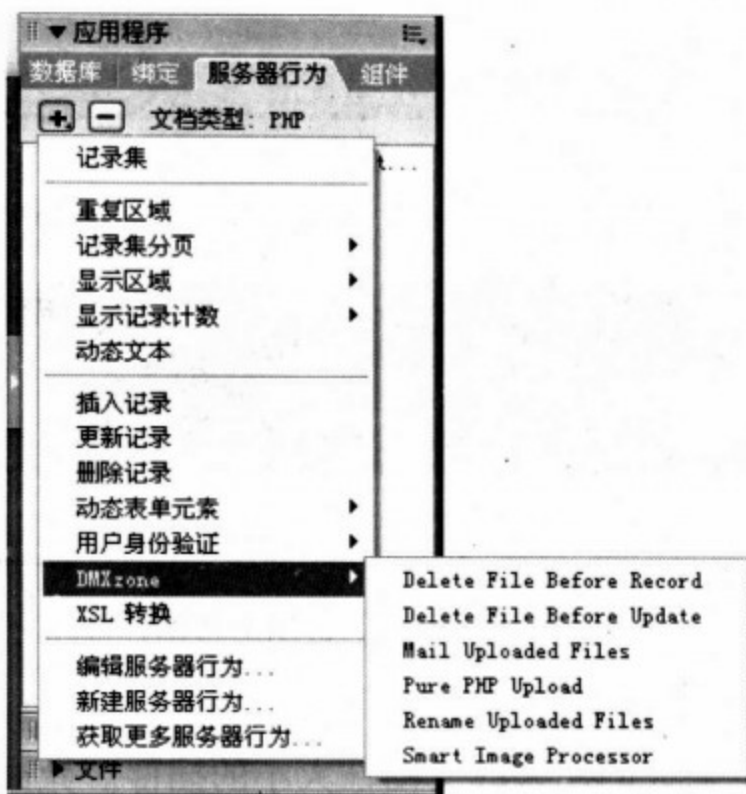 应用程序
数据库 绑定 服务器行为 组件
文档类型: PHP
记录集
t...
重复区域
记录集分页
显示区域
显示记录计数
动态文本
插入记录
更新记录
删除记录
动态表单元素
用户身份验证
DMXzone
XSL 转换
编辑服务器行为...
新建服务器行为...
获取更多服务器行为...
文件
Delete File Before Record
Delete File Before Update
Mail Uploaded Files
Pure PHP Upload
Rename Uploaded Files
Smart Image Processor